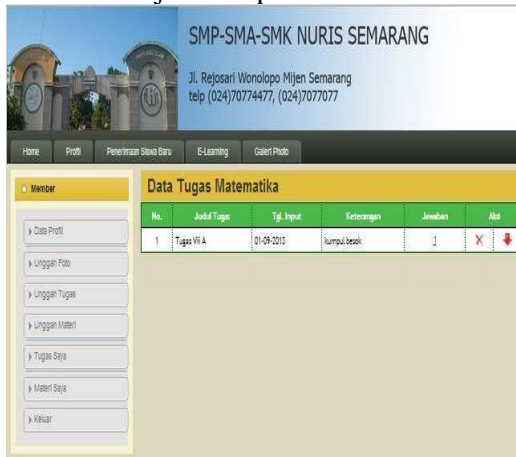 SMP-SMA-SMK NURIS SEMARANG
Jl. Rejosari Wonolopo Mijen Semarang
telp (024)70774477, (024)7077077
Home Profil Penerimaan Siswa Baru E-Learning Galeri Photo
Member
Data Tugas Matematika
No. Judul Tugas Tgl. Input Keterangan Jawaban Aksi
1 Tugas Vii A 01-09-2013 kumpul besok 1
Data Profil
Unggah Foto
Unggah Tugas
Unggah Materi
Tugas Saya
Materi Saya
Keluar